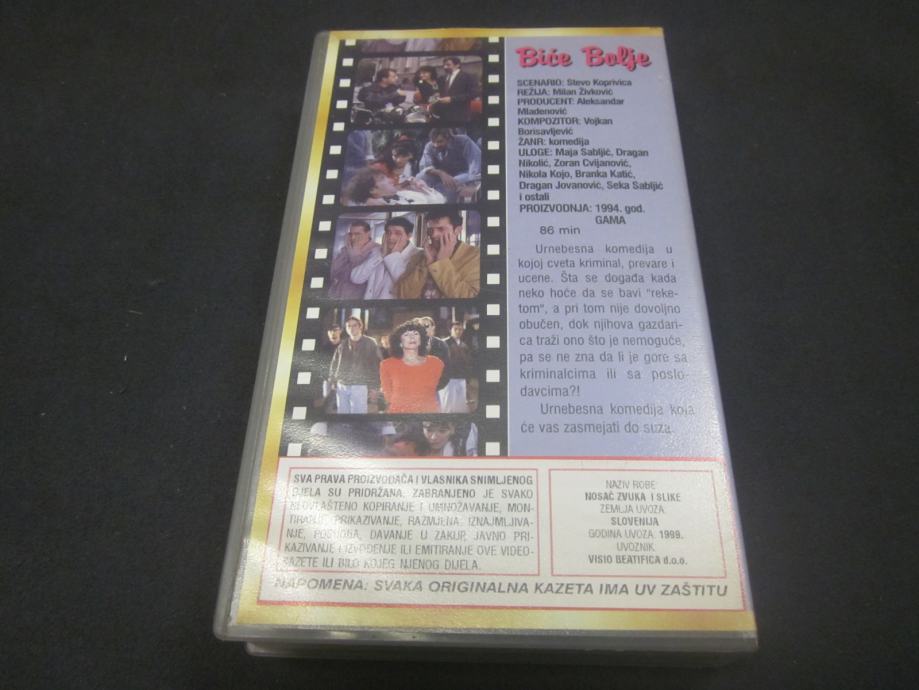 Biće Bolje
SCENARIO: Stevo Koprivica
REŽIJA: Milan Živković
PRODUCENT: Aleksandar
Mladenović
KOMPOZITOR: Vojkan
Borisavljević
ŽANR: komedija
ULOGE: Maja Sabljić, Dragan
Nikolić, Zoran Cvijanović,
Nikola Kojo, Branka Katić,
Dragan Jovanović, Seka Sabljić
i ostali
PROIZVODNJA: 1994. god.
GAMA
86 min
Urnebesna komedija u
kojoj cveta kriminal, prevare i
ucene. Šta se događa kada
neko hoće da se bavi "reke-
tom", a pri tom nije dovoljno
obučen, dok njihova gazdari-
ca traži ono što je nemoguće,
pa se ne zna da li je gore sa
kriminalcima ili sa poslo-
davcima?!
Urnebesna komedija koja
će vas zasmejati do suza.
SVA PRAVA PROIZVOĐAČA I VLASNIKA SNIMLJENOG
DJELA SU PRIDRŽANA. ZABRANJENO JE SVAKO
NEOVLAŠTENO KOPIRANJE I UMNOŽAVANJE, MON-
TIRANJE, PRIKAZIVANJE, RAZMJENA, IZNAJMLJIVA-
NJE, POSUDBA, DAVANJE U ZAKUP, JAVNO PRI-
KAZIVANJE I IZVOĐENJE ILI EMITIRANJE OVE VIDEO-
KAZETE ILI BILO KOJEG NJENOG DIJELA.
NAZIV ROBE:
NOSAČ ZVUKA I SLIKE
ZEMLJA UVOZA:
SLOVENIJA
GODINA UVOZA: 1999.
UVOZNIK:
VISIO BEATIFICA d.o.o.
NAPOMENA: SVAKA ORIGINALNA KAZETA IMA UV ZAŠTITU